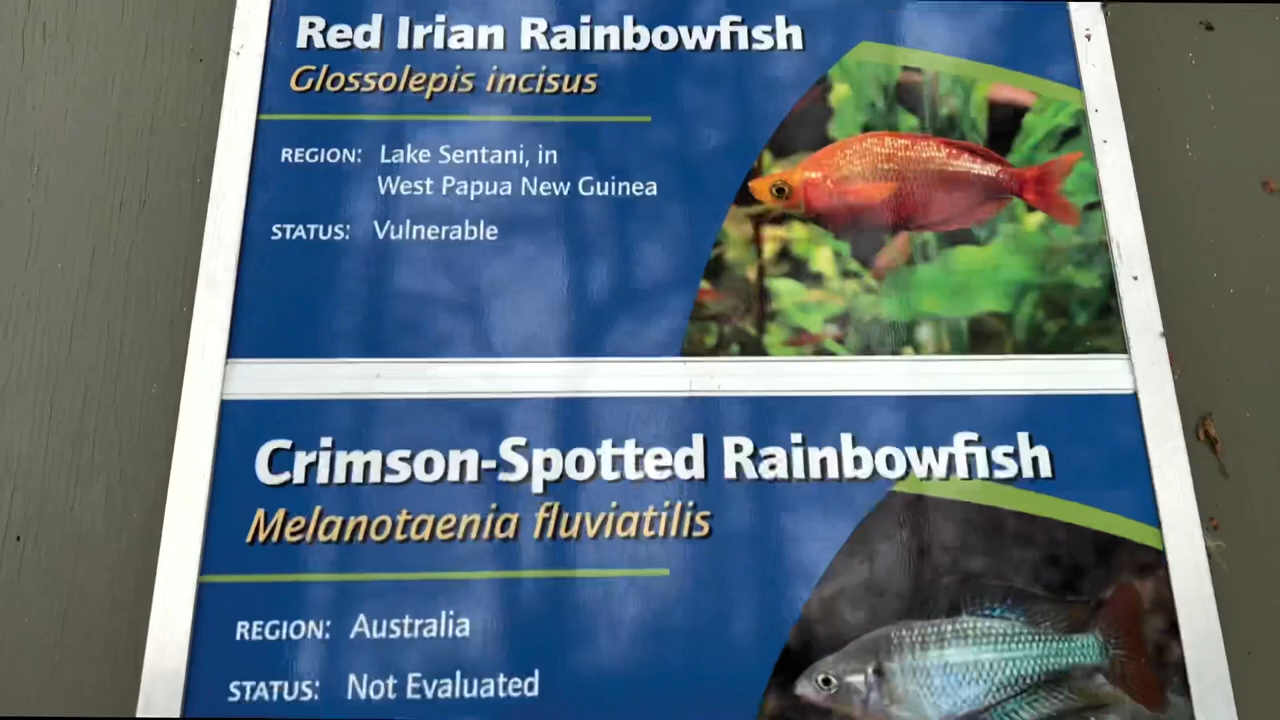 Red Irian Rainbowfish
Glossolepis incisus
REGION: Lake Sentani, in
West Papua New Guinea
STATUS: Vulnerable
Crimson-Spotted Rainbowfish
Melanotaenia fluviatilis
REGION: Australia
STATUS: Not Evaluated